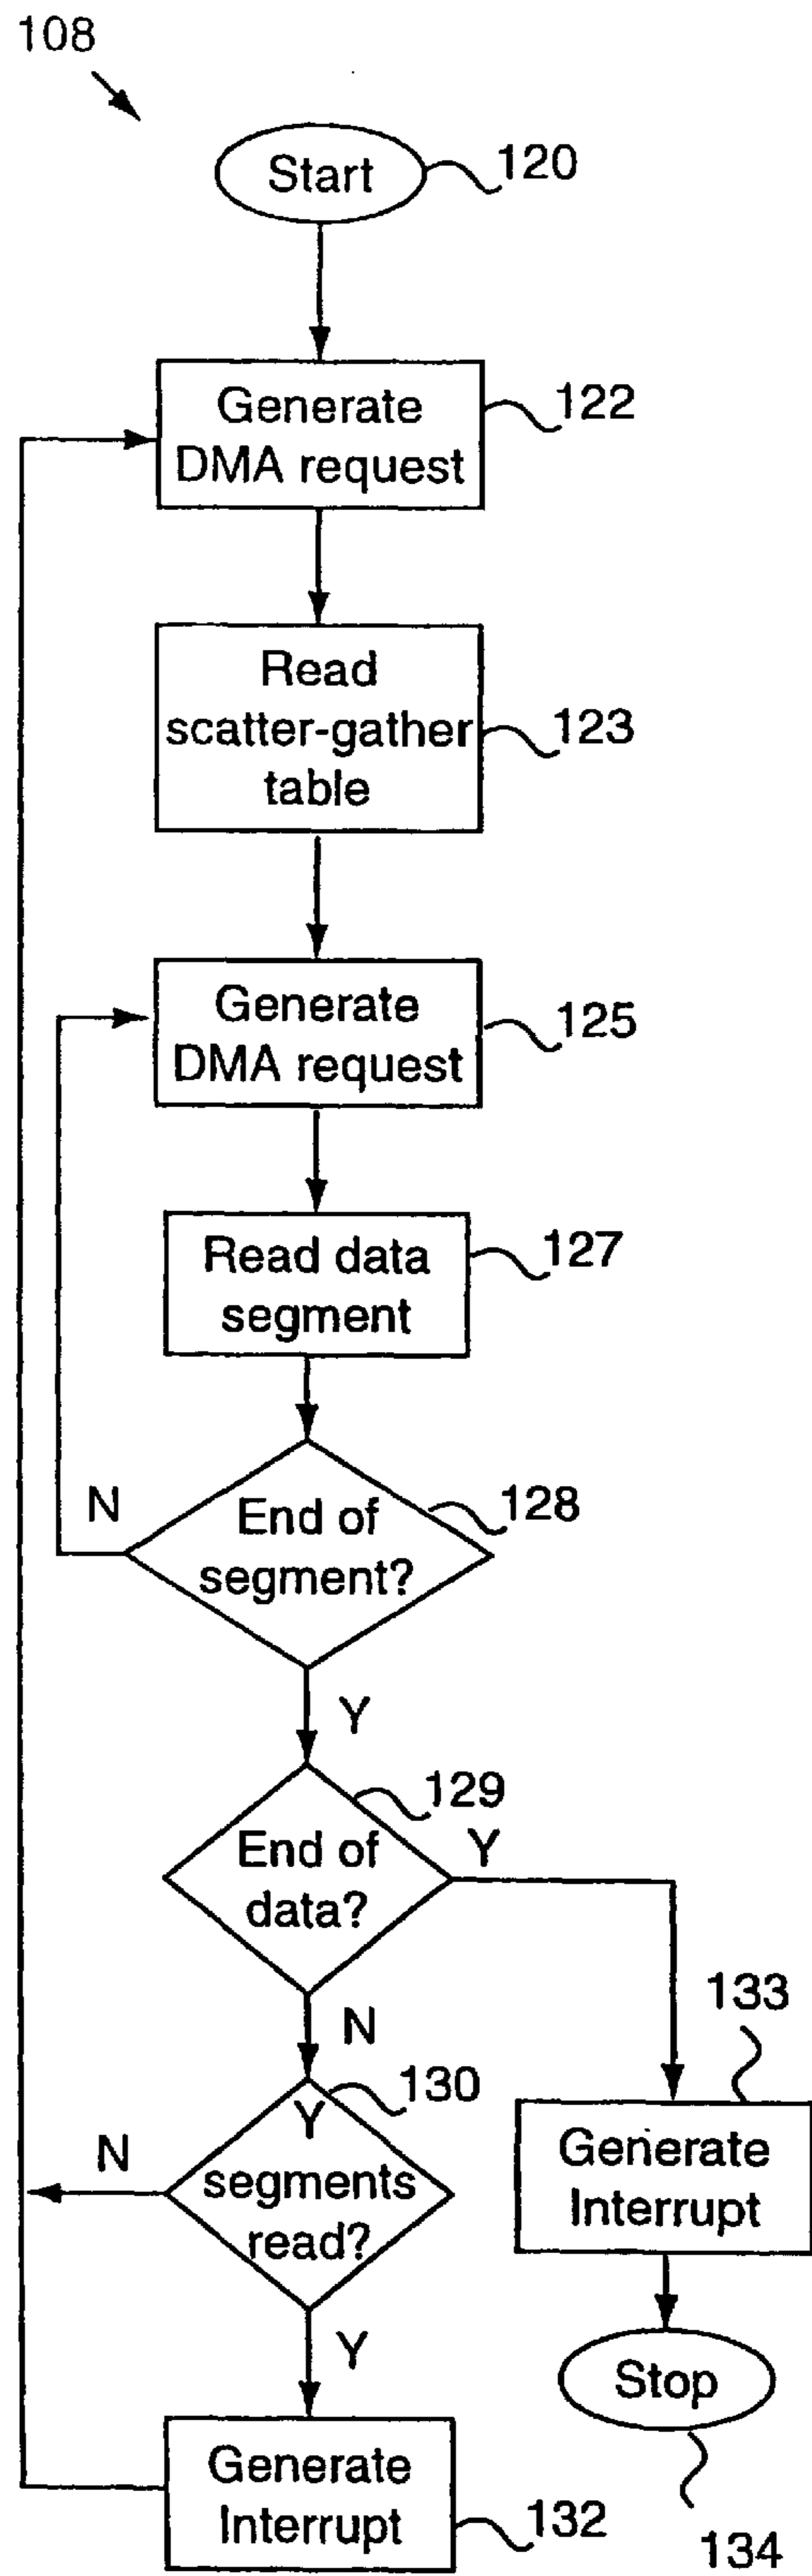 108
Start
120
Generate
DMA request
122
Read
scatter-gather
table
123
Generate
DMA request
125
Read data
segment
127
End of
segment?
128
N
Y
End of
data?
129
Y
N
Y
segments
read?
130
N
Y
Generate
Interrupt
133
Stop
134
Generate
Interrupt
132